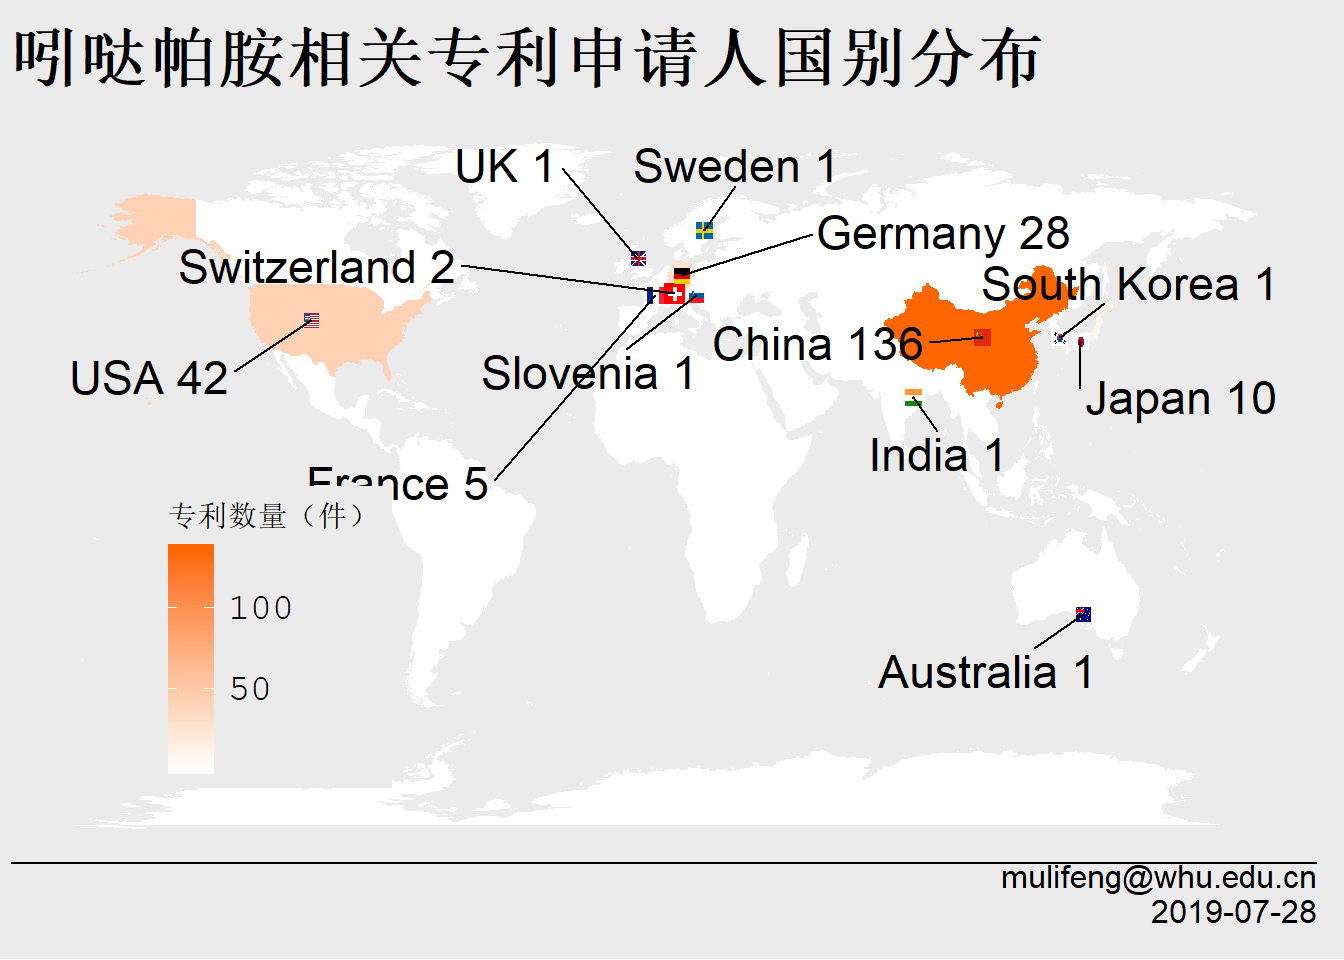 吲哒帕胺相关专利申请人国别分布
UK 1
Sweden 1
Germany 28
Switzerland 2
South Korea 1
China 136
USA 42
Slovenia 1
Japan 10
India 1
France 5
专利数量（件）
100
50
Australia 1
mulifeng@whu.edu.cn
2019-07-28